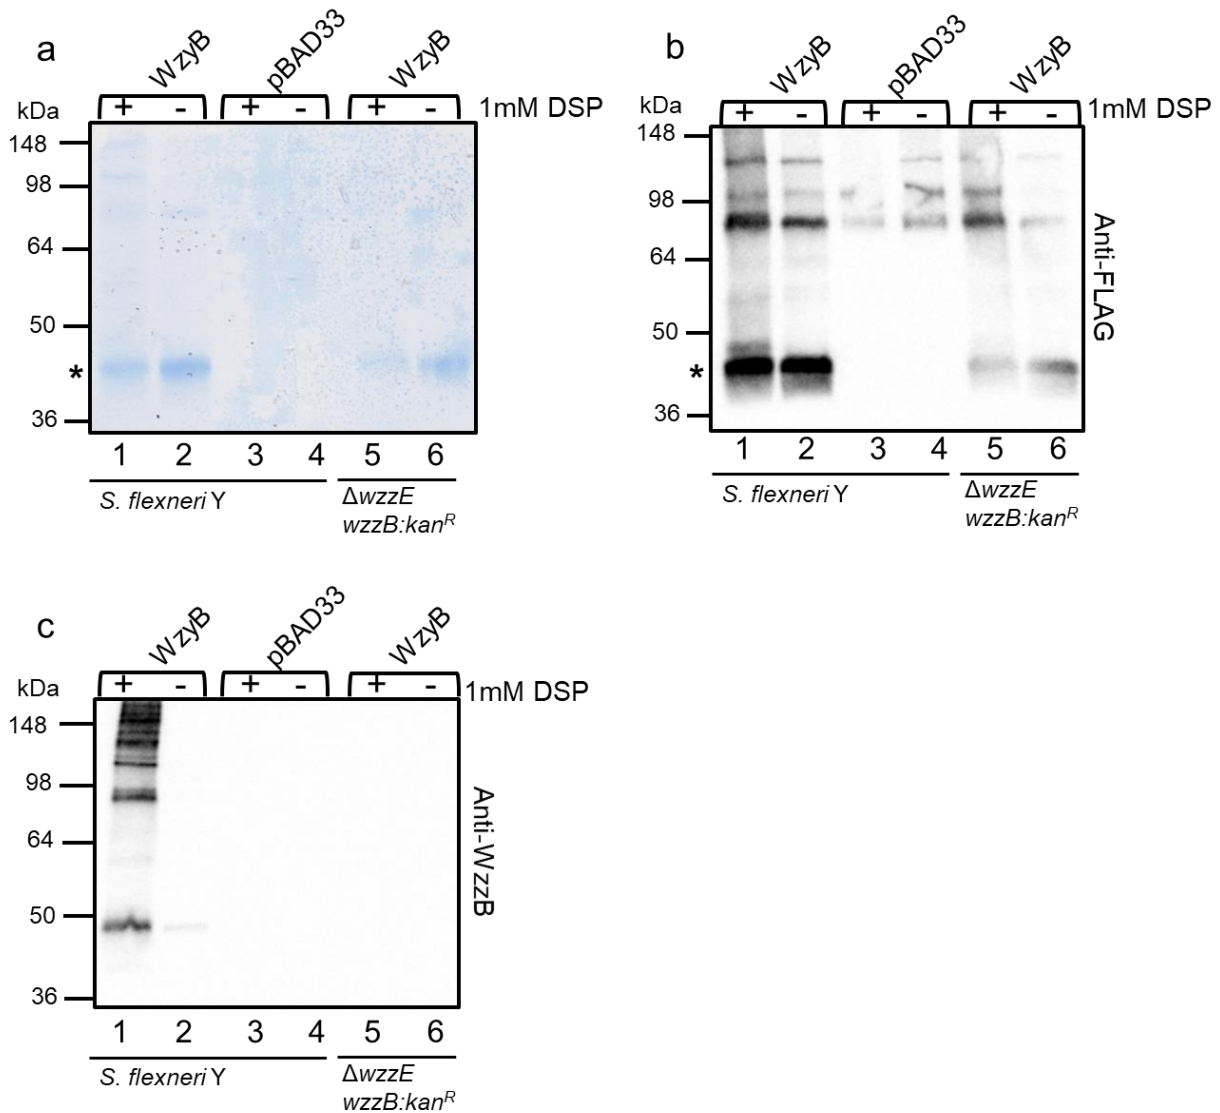 a
WzyB pBAD33 WzyB
kDa + - + - + - 1mM DSP
148
98
64
50
*
36
1 2 3 4 5 6
S. flexneri Y ΔwzzE
wzzB:kanR
b
WzyB pBAD33 WzyB
kDa + - + - + - 1mM DSP
148
98
64
50
*
36
Anti-FLAG
1 2 3 4 5 6
S. flexneri Y ΔwzzE
wzzB:kanR
c
WzyB pBAD33 WzyB
kDa + - + - + - 1mM DSP
148
98
64
50
36
Anti-WzzB
1 2 3 4 5 6
S. flexneri Y ΔwzzE
wzzB:kanR